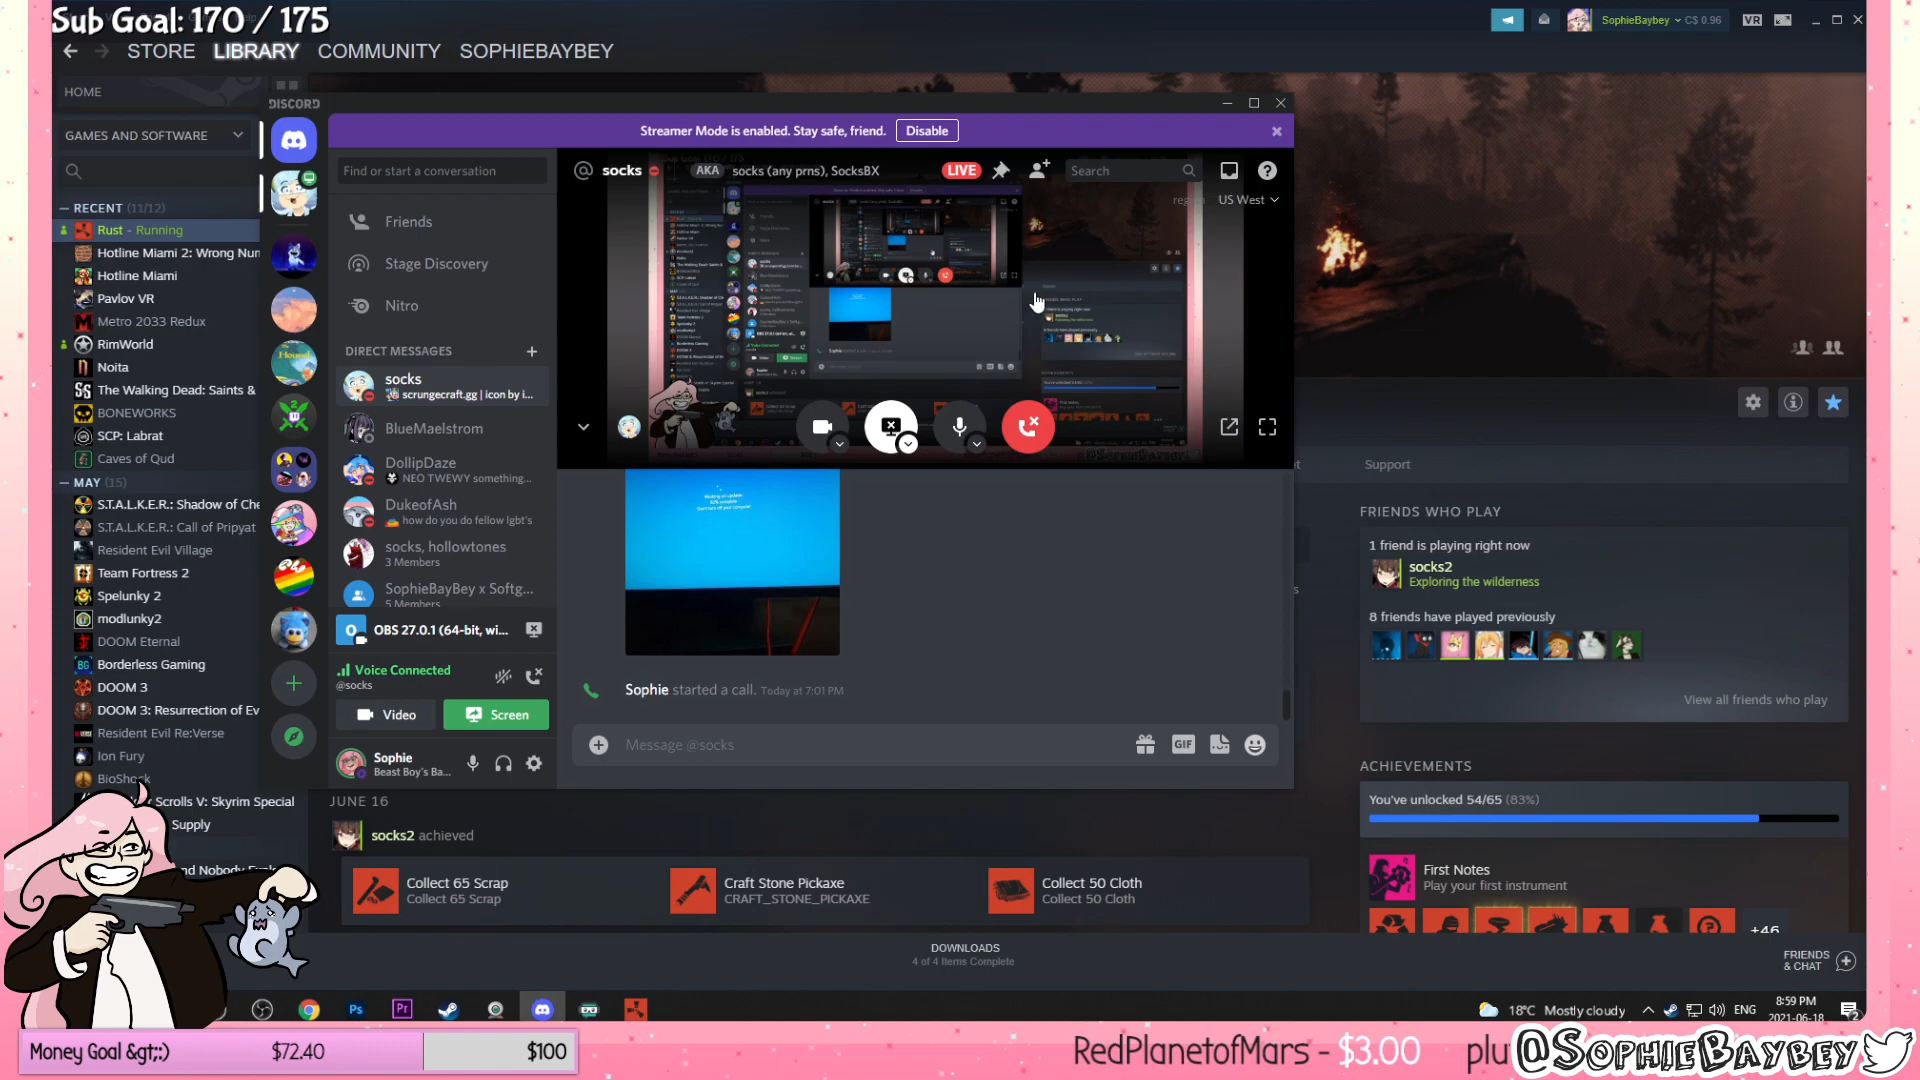 Sub Goal: 170 / 175
SophieBaybey
C$ 0.96
VR
STORE
LIBRARY
COMMUNITY
SOPHIEBAYBEY
HOME
GAMES AND SOFTWARE
RECENT (11/12)
Rust - Running
Hotline Miami 2: Wrong Nun
Hotline Miami
Pavlov VR
Metro 2033 Redux
RimWorld
Noita
The Walking Dead: Saints &
BONEWORKS
SCP: Labrat
Caves of Qud
MAY (15)
S.T.A.L.K.E.R.: Shadow of Che
S.T.A.L.K.E.R.: Call of Pripyat
Resident Evil Village
Team Fortress 2
Spelunky 2
modlunky2
DOOM Eternal
Borderless Gaming
DOOM 3
DOOM 3: Resurrection of Ev
Resident Evil Re:Verse
Ion Fury
BioShock
Scrolls V: Skyrim Special
Supply
DISCORD
Streamer Mode is enabled. Stay safe, friend.
Disable
Find or start a conversation
Friends
Stage Discovery
Nitro
DIRECT MESSAGES
socks
scrungecraft.gg | icon by i...
BlueMaelstrom
DollipDaze
NEO TWEWY something...
DukeofAsh
how do you do fellow lgbt's
socks, hollowtones
3 Members
SophieBayBey x Softg...
5 Members
OBS 27.0.1 (64-bit, wi...
Voice Connected
@socks
Video
Screen
Sophie
Beast Boy's Ba...
socks
AKA
socks (any prns), SocksBX
LIVE
Search
US West
Working on updates
Don't turn off your computer
Sophie started a call. Today at 7:01 PM
Message @socks
GIF
Support
FRIENDS WHO PLAY
1 friend is playing right now
socks2
Exploring the wilderness
8 friends have played previously
View all friends who play
ACHIEVEMENTS
You've unlocked 54/65 (83%)
First Notes
Play your first instrument
+46
JUNE 16
socks2 achieved
Collect 65 Scrap
Collect 65 Scrap
Craft Stone Pickaxe
CRAFT_STONE_PICKAXE
Collect 50 Cloth
Collect 50 Cloth
DOWNLOADS
4 of 4 Items Complete
FRIENDS
& CHAT
18°C Mostly cloudy
ENG
8:59 PM
2021-06-18
Money Goal &gt;:)
$72.40
$100
RedPlanetofMars - $3.00
plu
@SophieBaybey